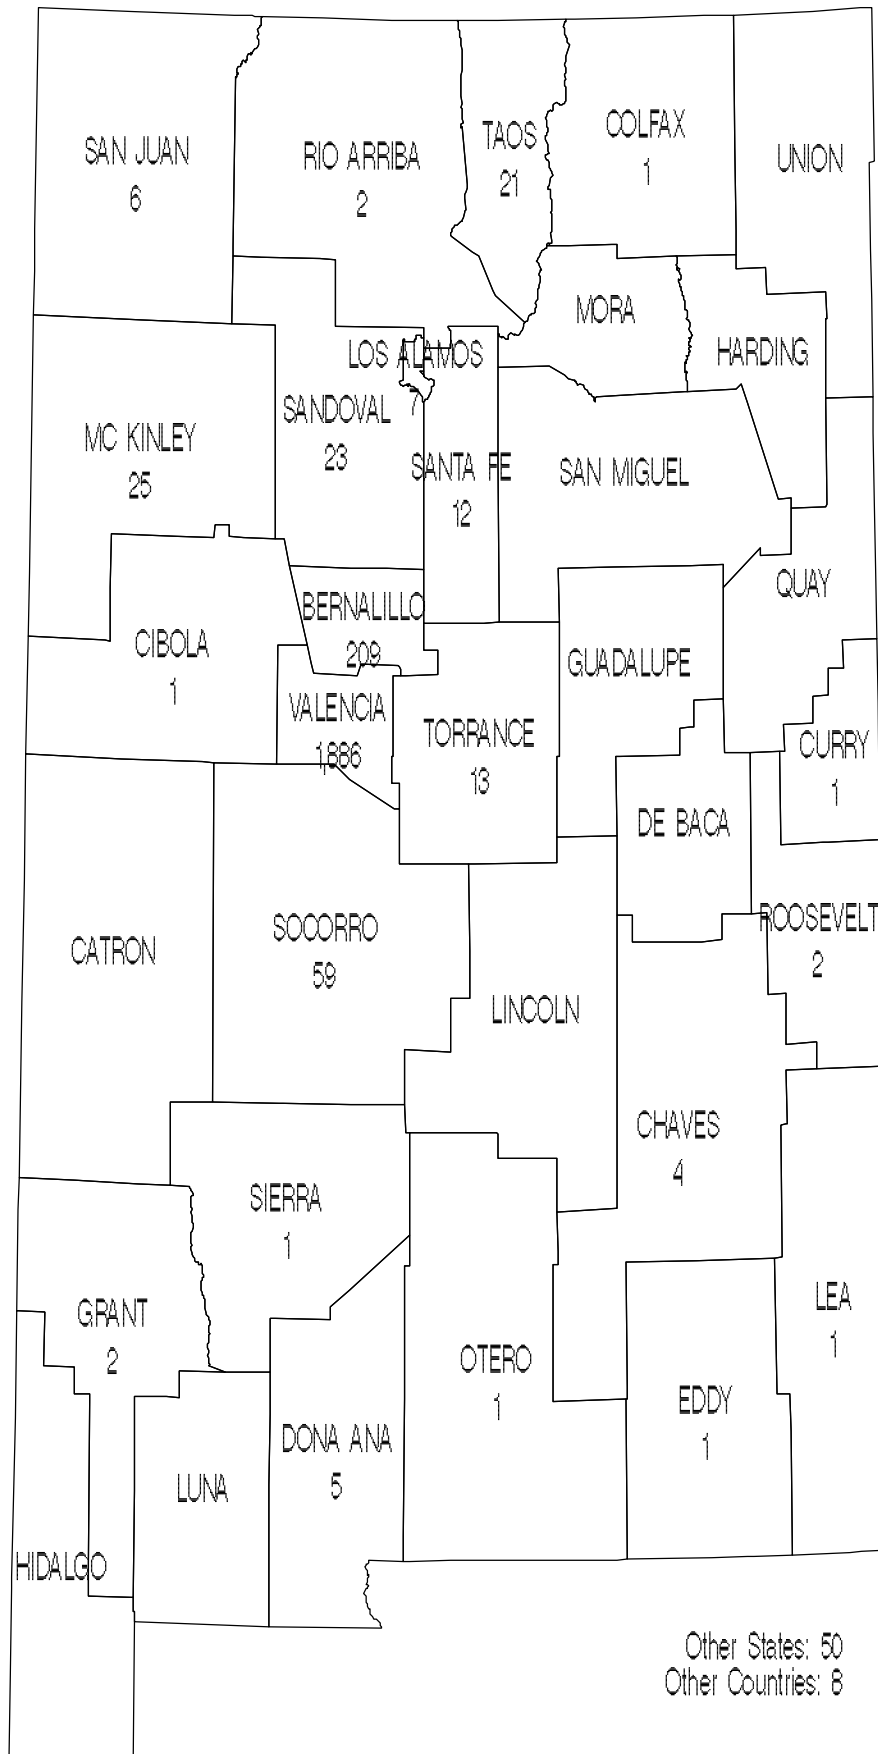 SAN JUAN
6
RIO ARRIBA
2
TAOS
21
COLFAX
1
UNION
MORA
HARDING
LOS ALAMOS
7
SANDOVAL
23
MC KINLEY
25
SANTA FE
12
SAN MIGUEL
QUAY
BERNALILLO
209
CIBOLA
1
GUADALUPE
VALENCIA
1,886
TORRANCE
13
CURRY
1
DE BACA
ROOSEVELT
2
SOCORRO
59
CATRON
LINCOLN
CHAVES
4
SIERRA
1
GRANT
2
LEA
1
OTERO
1
EDDY
1
DONA ANA
5
LUNA
HIDALGO
Other States: 50
Other Countries: 8